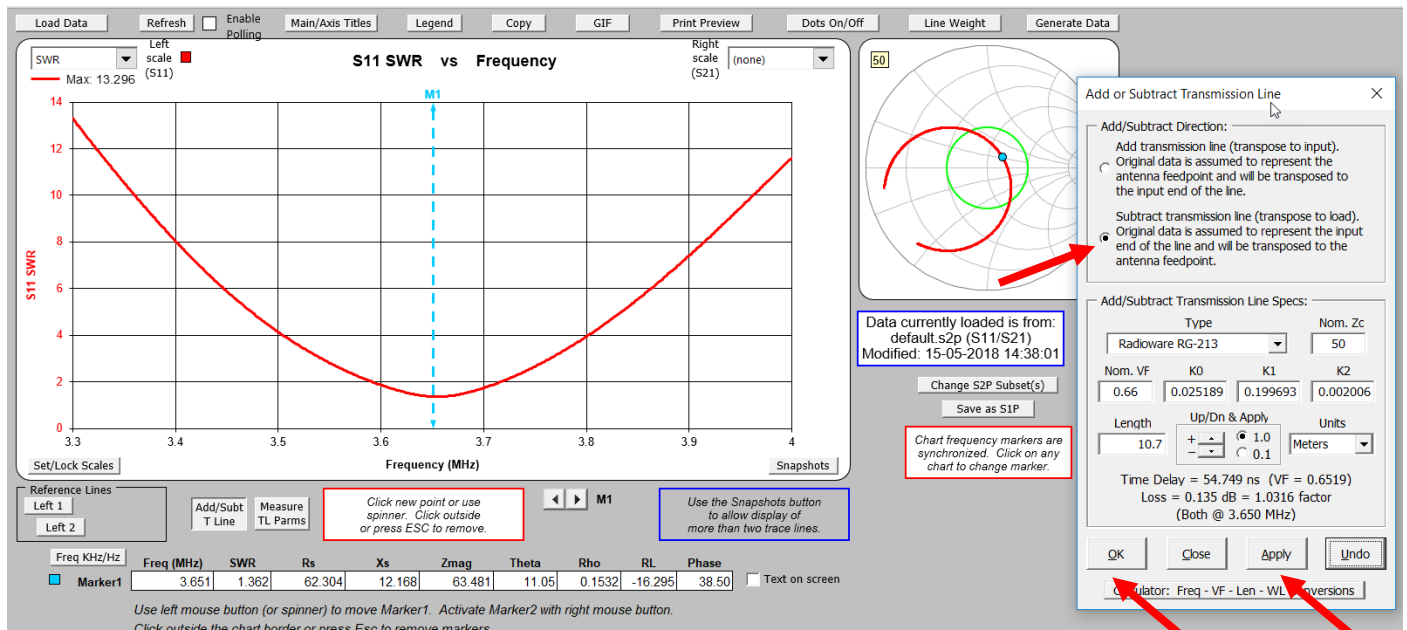 Load Data Refresh Enable Polling Main/Axis Titles Legend Copy GIF Print Preview Dots On/Off Line Weight Generate Data
SWR
Left
scale
(S11)
Max: 13.296
S11 SWR vs Frequency
Right
scale
(S21)
(none)
M1
14
12
10
8
6
4
2
0
S11 SWR
3.3 3.4 3.5 3.6 3.7 3.8 3.9 4
Set/Lock Scales
Frequency (MHz)
Snapshots
50
Data currently loaded is from:
default.s2p (S11/S21)
Modified: 15-05-2018 14:38:01
Change S2P Subset(s)
Save as S1P
Chart frequency markers are
synchronized. Click on any
chart to change marker.
Reference Lines
Left 1
Left 2
Add/Subt
T Line
Measure
TL Parms
Click new point or use
spinner. Click outside
or press ESC to remove.
M1
Use the Snapshots button
to allow display of
more than two trace lines.
Freq KHz/Hz
Freq (MHz) SWR Rs Xs Zmag Theta Rho RL Phase
Marker1 3.651 1.362 62.304 12.168 63.481 11.05 0.1532 -16.295 38.50 Text on screen
Use left mouse button (or spinner) to move Marker1. Activate Marker2 with right mouse button.
Click outside the chart border or press Esc to remove markers
Add or Subtract Transmission Line
Add/Subtract Direction:
Add transmission line (transpose to input).
Original data is assumed to represent the
antenna feedpoint and will be transposed to
the input end of the line.
Subtract transmission line (transpose to load).
Original data is assumed to represent the input
end of the line and will be transposed to the
antenna feedpoint.
Add/Subtract Transmission Line Specs:
Type Nom. Zc
Radioware RG-213 50
Nom. VF K0 K1 K2
0.66 0.025189 0.199693 0.002006
Length Up/Dn & Apply Units
10.7 + - 1.0 0.1 Meters
Time Delay = 54.749 ns (VF = 0.6519)
Loss = 0.135 dB = 1.0316 factor
(Both @ 3.650 MHz)
OK Close Apply Undo
Freq - VF - Len - WL